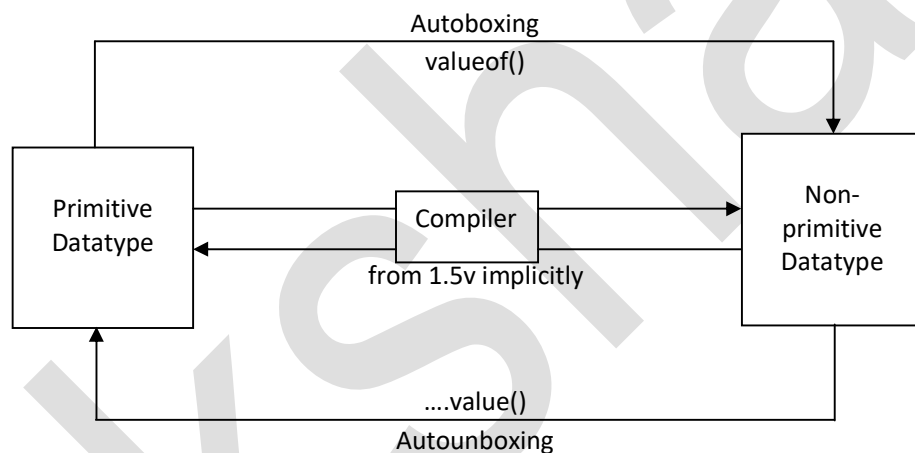 Autoboxing
valueof()
Primitive
Datatype
Compiler
from 1.5v implicitly
Non-
primitive
Datatype
….value()
Autounboxing